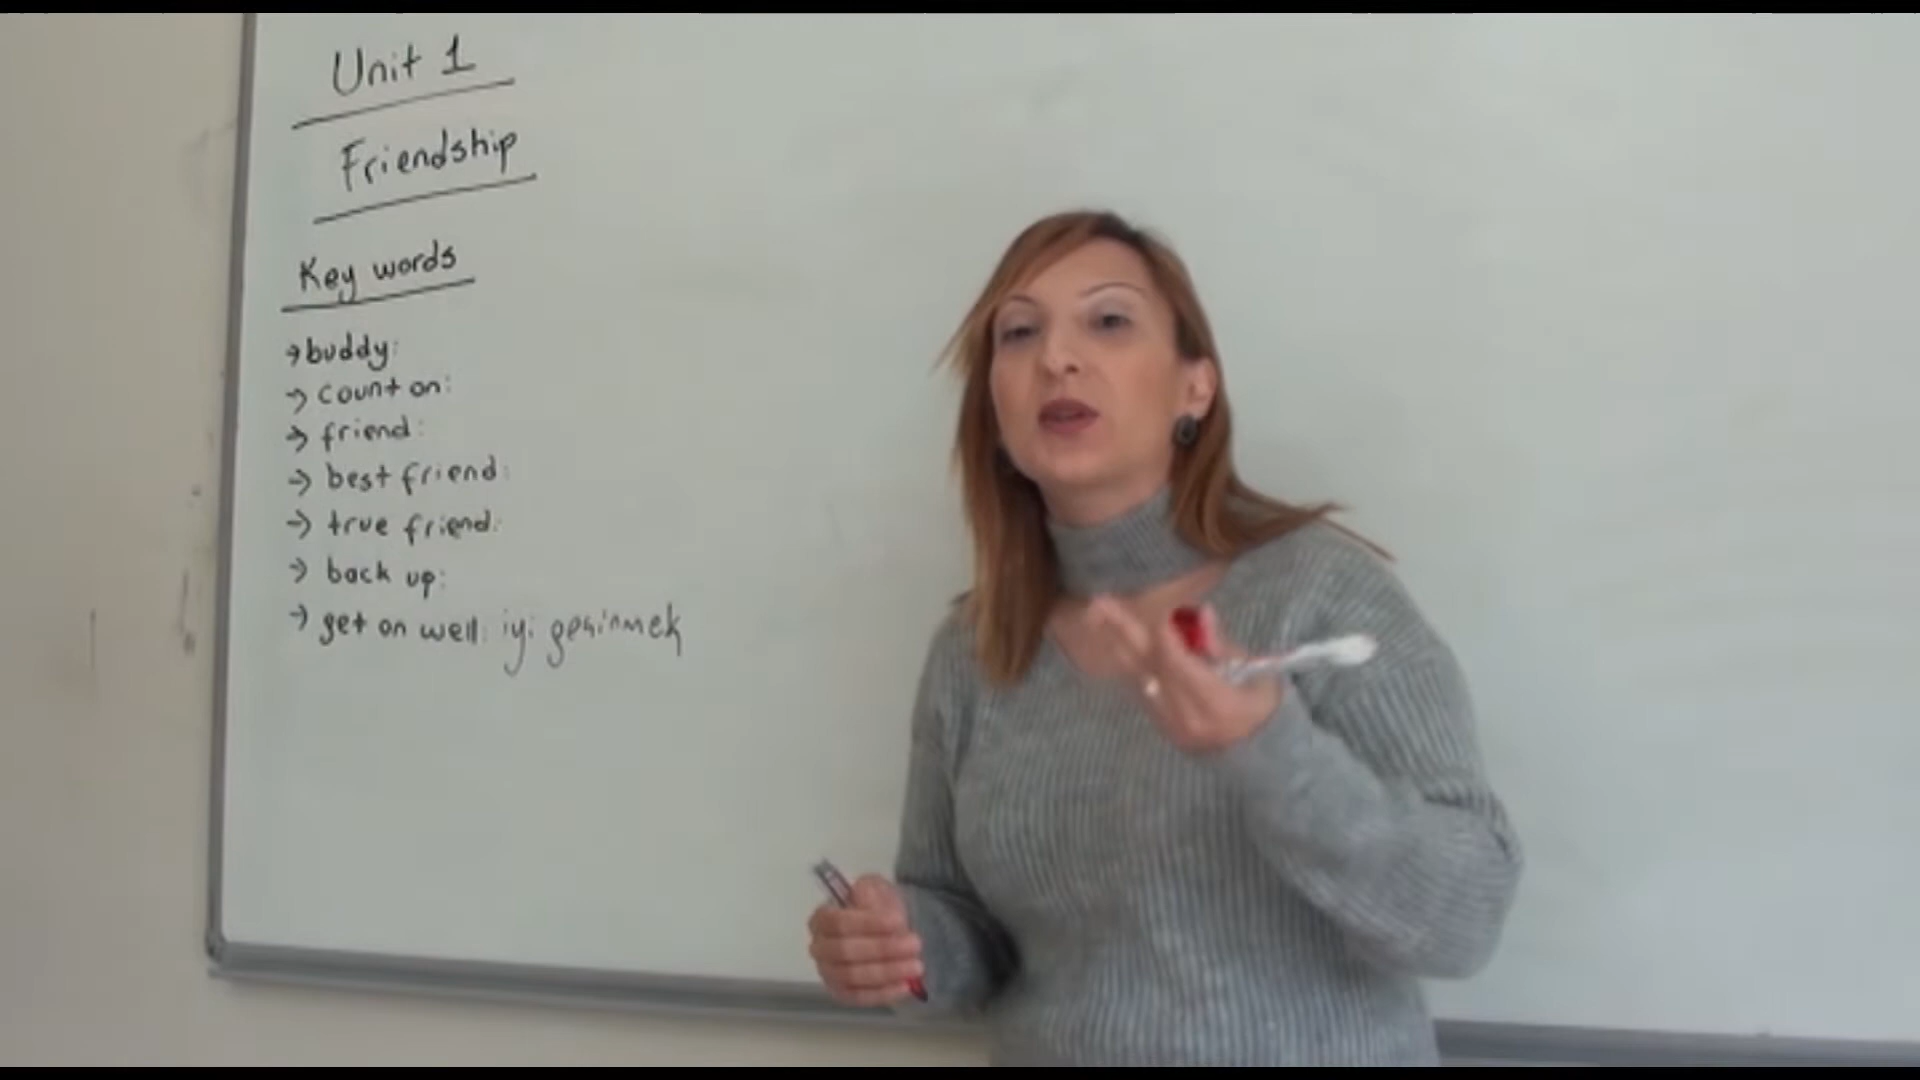 Unit 1
Friendship
Key words
→ buddy:
→ count on:
→ friend:
→ best friend:
→ true friend:
→ back up:
→ get on well: iyi geçinmek